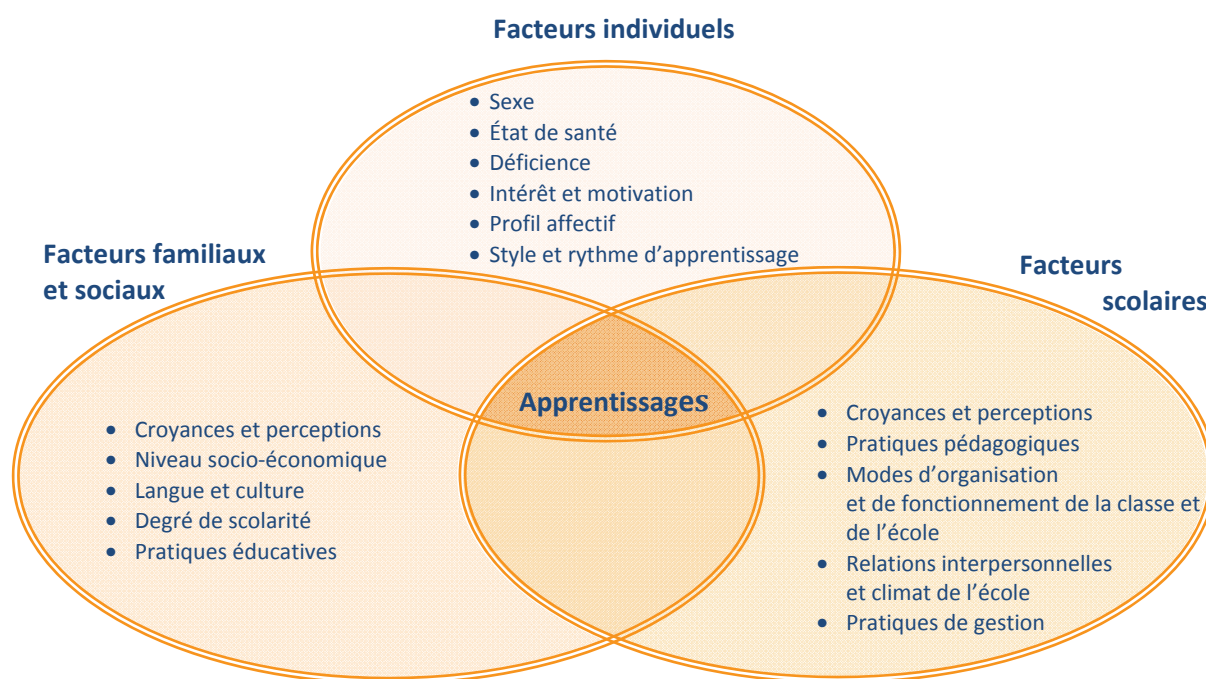 Facteurs individuels
• Sexe
• État de santé
• Déficience
• Intérêt et motivation
• Profil affectif
• Style et rythme d'apprentissage
Facteurs familiaux
et sociaux
• Croyances et perceptions
• Niveau socio-économique
• Langue et culture
• Degré de scolarité
• Pratiques éducatives
Apprentissages
Facteurs
scolaires
• Croyances et perceptions
• Pratiques pédagogiques
• Modes d'organisation
et de fonctionnement de la classe et
de l'école
• Relations interpersonnelles
et climat de l'école
• Pratiques de gestion